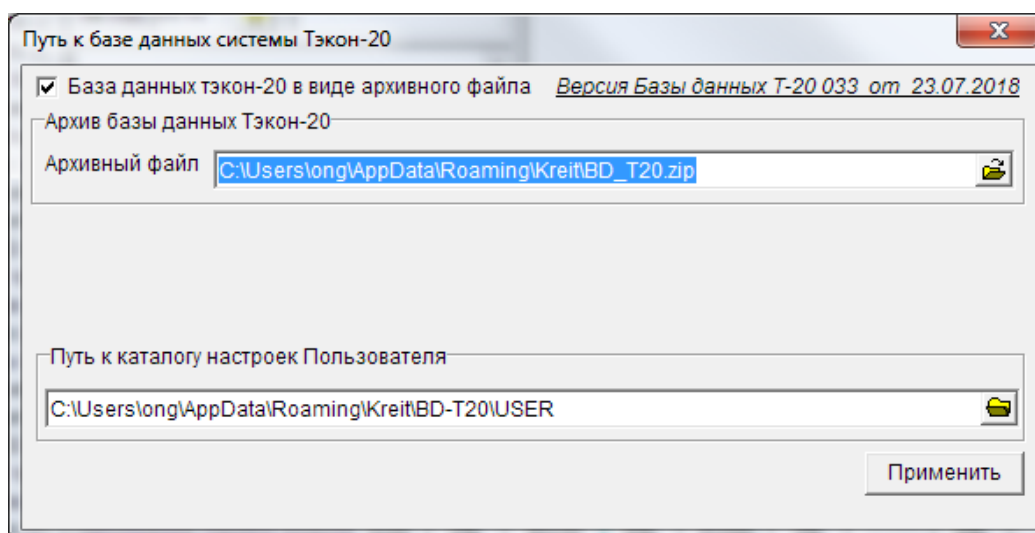 Путь к базе данных системы Тэкон-20
База данных тэкон-20 в виде архивного файла Версия Базы данных Т-20 033 от 23.07.2018
Архив базы данных Тэкон-20
Архивный файл C:\Users\ong\AppData\Roaming\Kreit\BD_T20.zip
Путь к каталогу настроек Пользователя
C:\Users\ong\AppData\Roaming\Kreit\BD-T20\USER
Применить